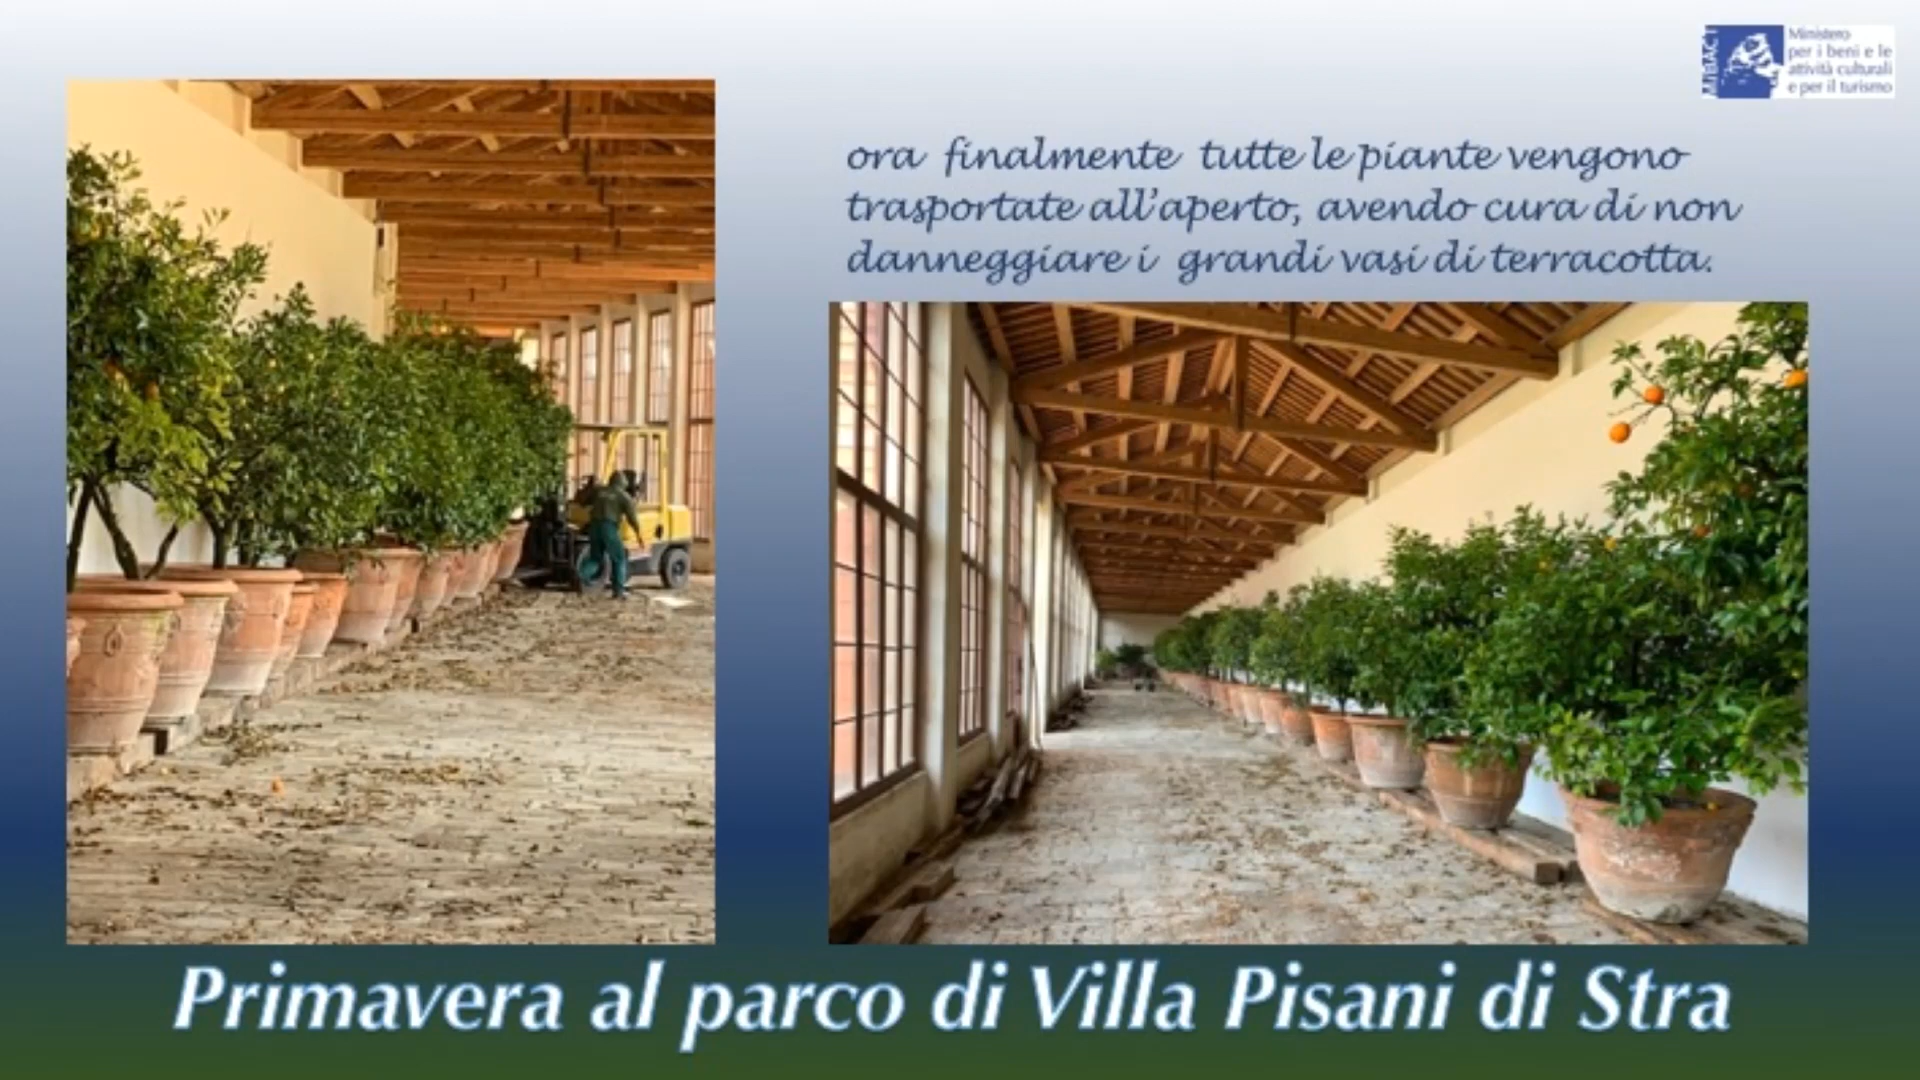 MiBACT
Ministero
per i beni e le
attività culturali
e per il turismo
ora finalmente tutte le piante vengono
trasportate all'aperto, avendo cura di non
danneggiare i grandi vasi di terracotta.
Primavera al parco di Villa Pisani di Stra